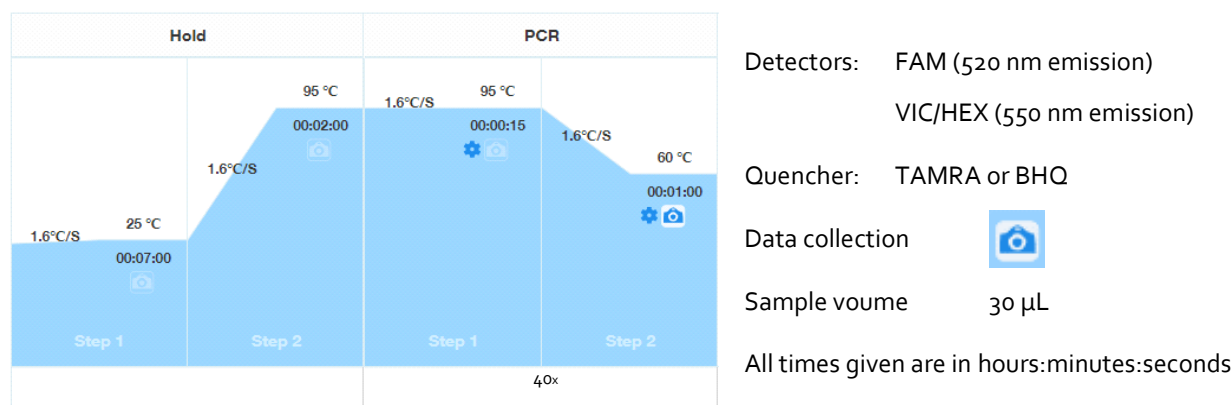 Hold
PCR
1.6°C/S
25 °C
00:07:00
Step 1
1.6°C/S
95 °C
00:02:00
Step 2
1.6°C/S
95 °C
00:00:15
Step 1
1.6°C/S
60 °C
00:01:00
Step 2
40x
Detectors: FAM (520 nm emission)
VIC/HEX (550 nm emission)
Quencher: TAMRA or BHQ
Data collection
Sample voume 30 µL
All times given are in hours:minutes:seconds